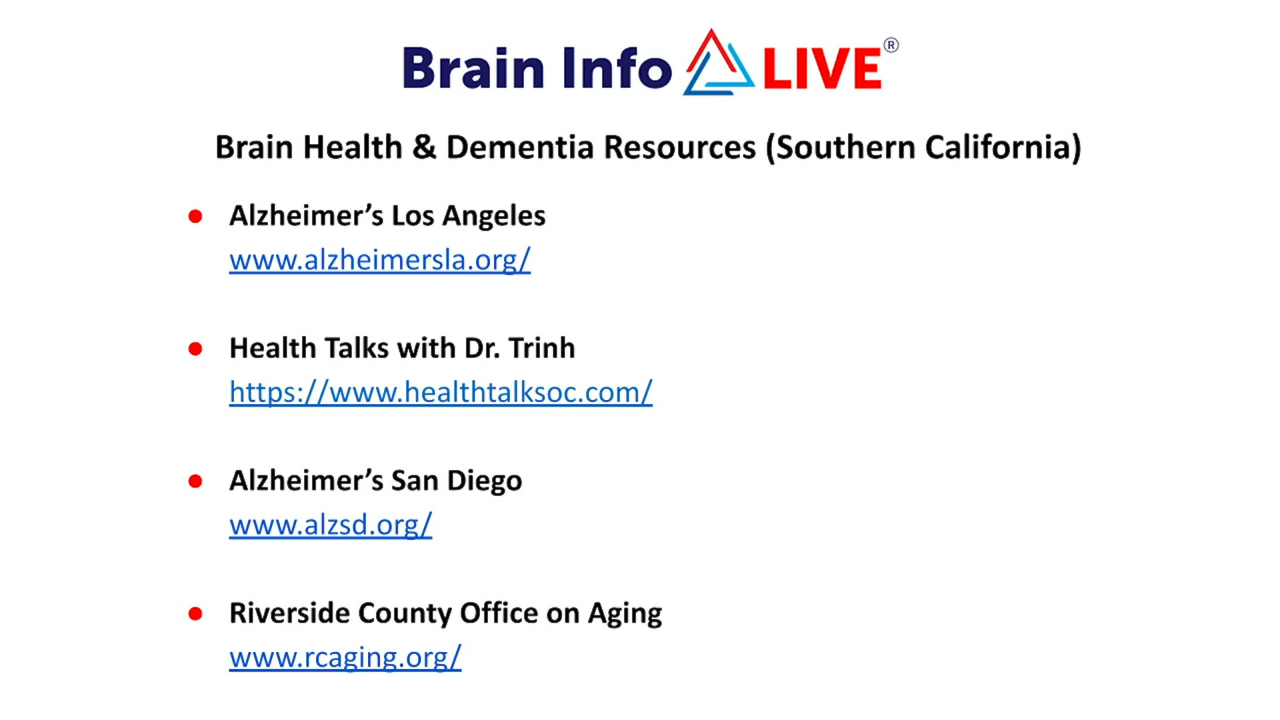 Brain Info LIVE®
Brain Health & Dementia Resources (Southern California)
● Alzheimer’s Los Angeles
www.alzheimersla.org/
● Health Talks with Dr. Trinh
https://www.healthtalksoc.com/
● Alzheimer’s San Diego
www.alzsd.org/
● Riverside County Office on Aging
www.rcaging.org/